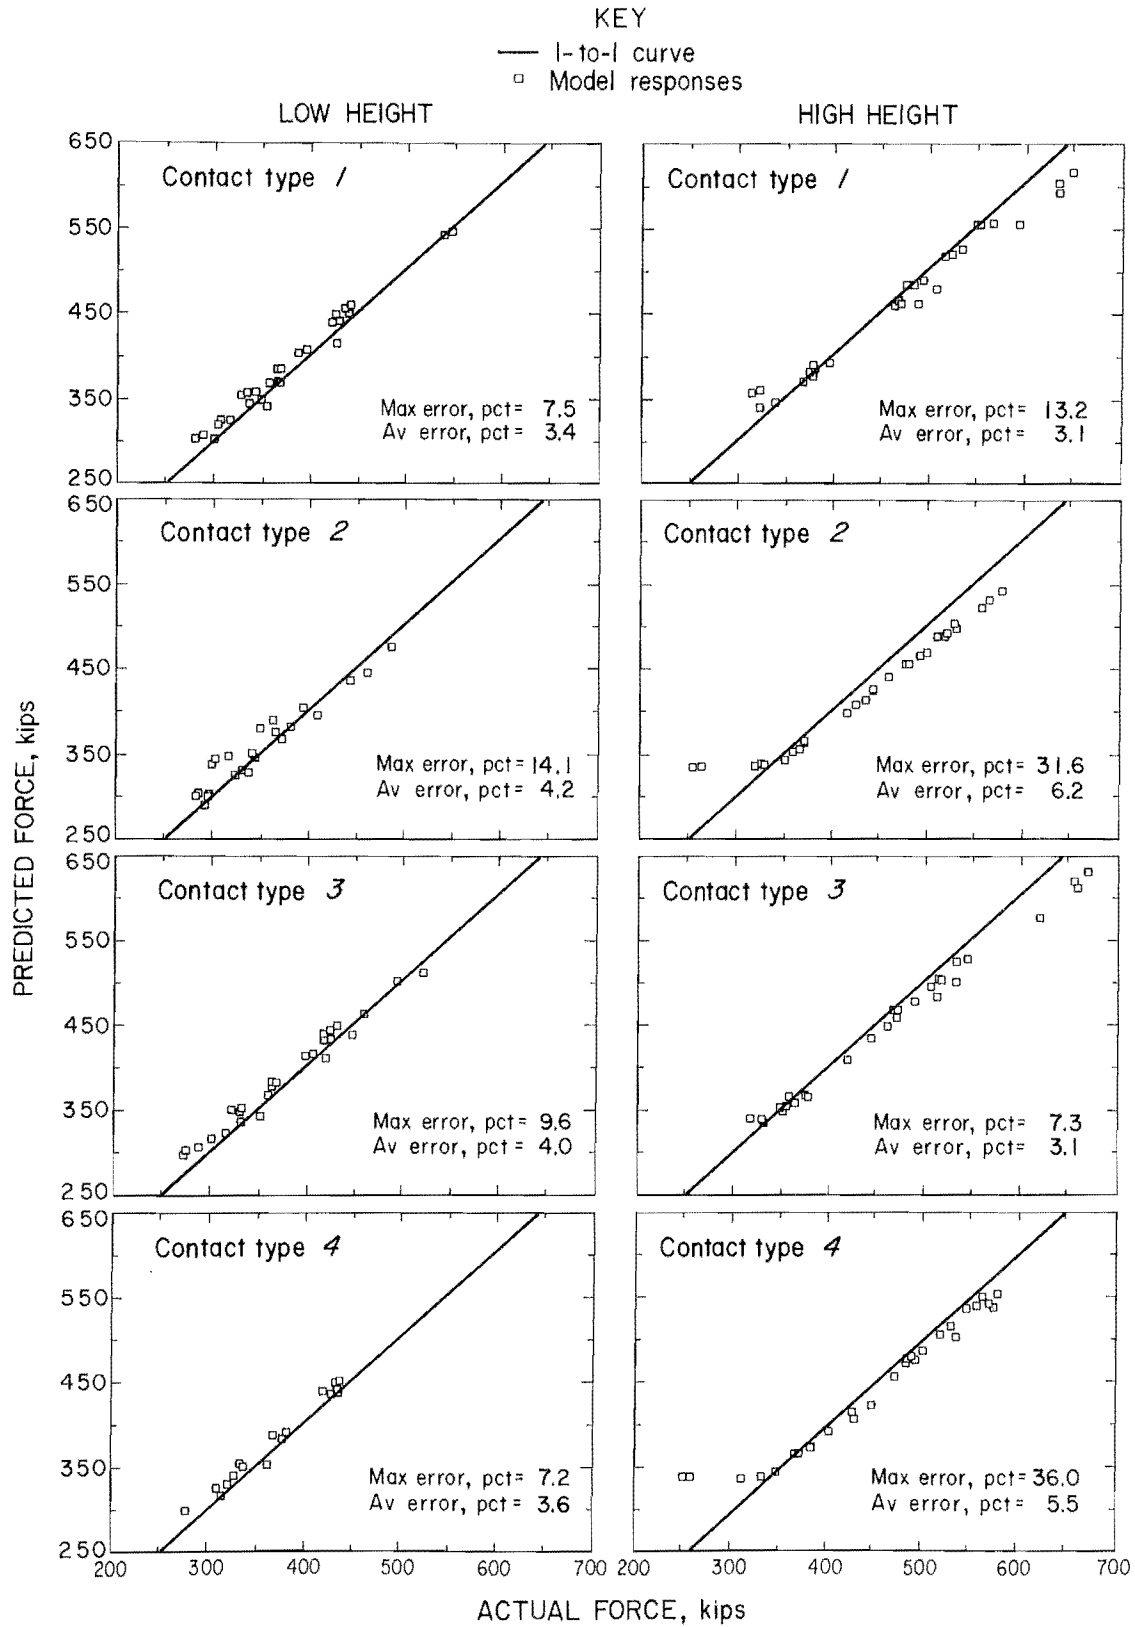 KEY
1-to-1 curve
Model responses
LOW HEIGHT
HIGH HEIGHT
650
550
450
350
250
Contact type 1
Max error, pct= 7.5
Av error, pct= 3.4
Contact type 1
Max error, pct= 13.2
Av error, pct= 3.1
650
550
450
350
250
Contact type 2
Max error, pct= 14.1
Av error, pct= 4.2
Contact type 2
Max error, pct= 31.6
Av error, pct= 6.2
PREDICTED FORCE, kips
650
550
450
350
250
Contact type 3
Max error, pct= 9.6
Av error, pct= 4.0
Contact type 3
Max error, pct= 7.3
Av error, pct= 3.1
650
550
450
350
250
Contact type 4
Max error, pct= 7.2
Av error, pct= 3.6
Contact type 4
Max error, pct= 36.0
Av error, pct= 5.5
200 300 400 500 600 700
200 300 400 500 600 700
ACTUAL FORCE, kips